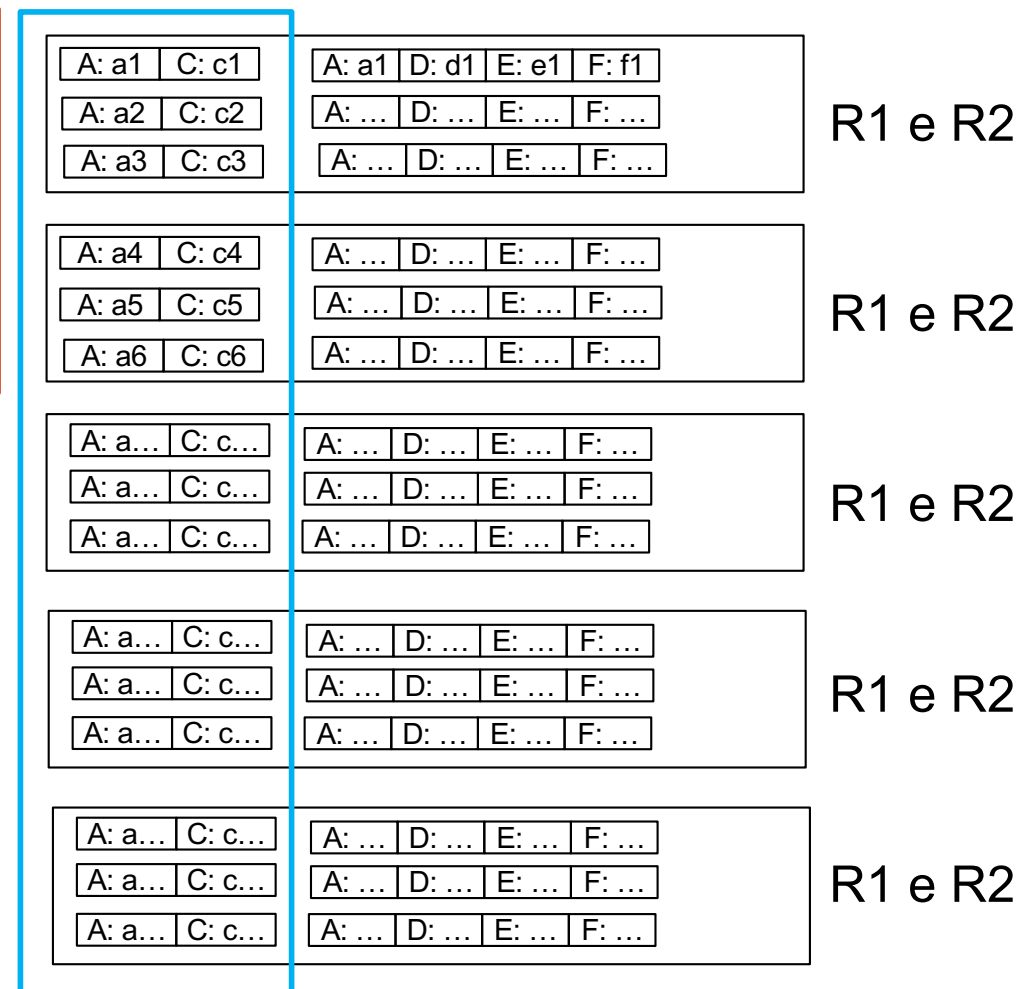 A: a1 C: c1 A: a1 D: d1 E: e1 F: f1
A: a2 C: c2 A: … D: … E: … F: …
R1 e R2
A: a3 C: c3 A: … D: … E: … F: …
A: a4 C: c4 A: … D: … E: … F: …
A: a5 C: c5 A: … D: … E: … F: …
R1 e R2
A: a6 C: c6 A: … D: … E: … F: …
A: a… C: c… A: … D: … E: … F: …
A: a… C: c… A: … D: … E: … F: …
R1 e R2
A: a… C: c… A: … D: … E: … F: …
A: a… C: c… A: … D: … E: … F: …
A: a… C: c… A: … D: … E: … F: …
R1 e R2
A: a… C: c… A: … D: … E: … F: …
A: a… C: c… A: … D: … E: … F: …
A: a… C: c… A: … D: … E: … F: …
R1 e R2
A: a… C: c… A: … D: … E: … F: …